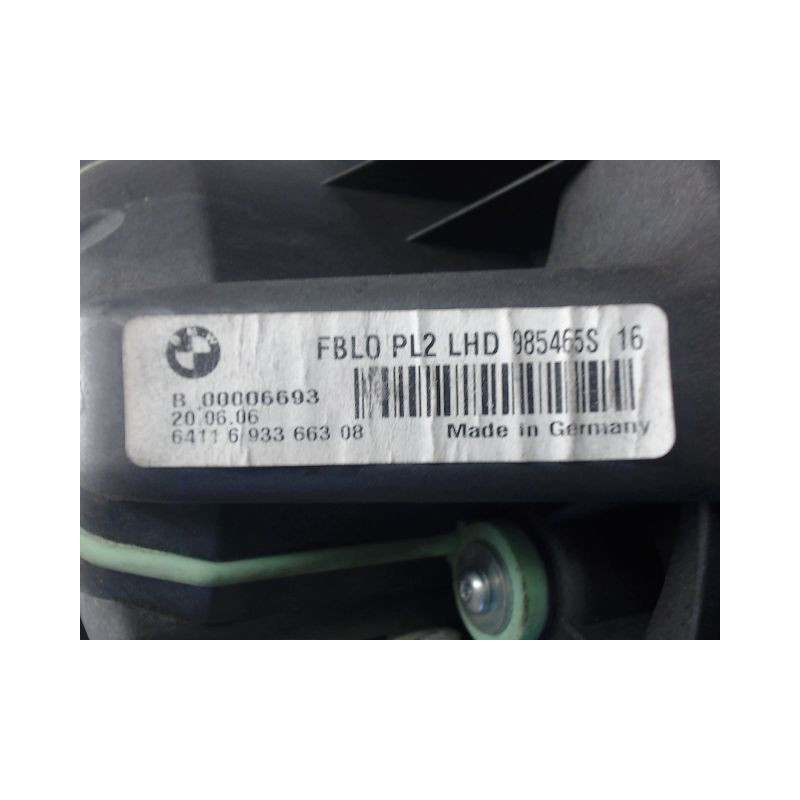 FBLO PL2 LHD 985465S 16
B 00006693
20.06.06
6411 6 933 663 08
Made in Germany